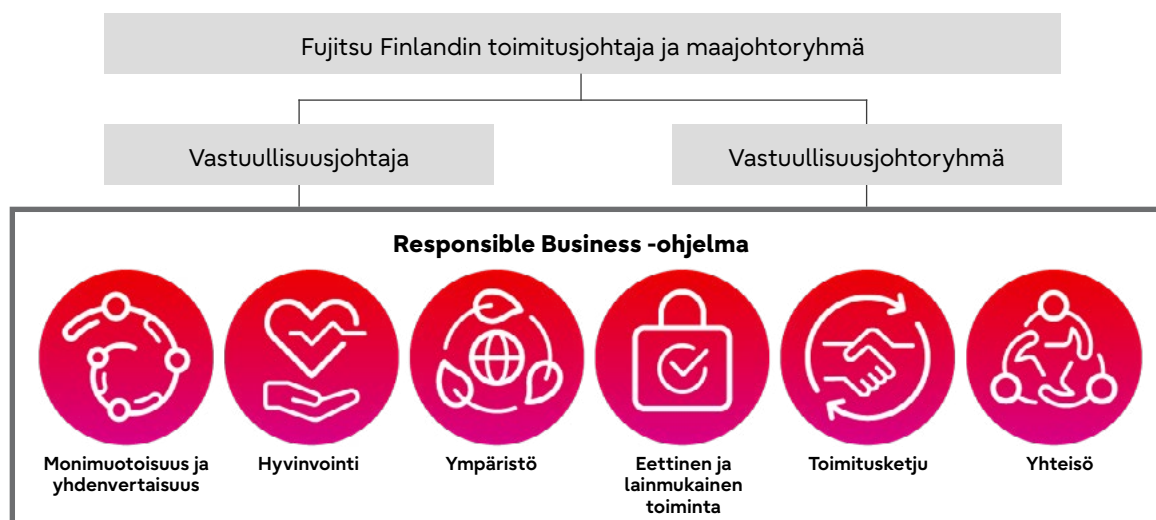 Fujitsu Finlandin toimitusjohtaja ja maajohtoryhmä
Vastuullisuusjohtaja
Vastuullisuusjohtoryhmä
Responsible Business -ohjelma
Monimuotoisuus ja
yhdenvertaisuus
Hyvinvointi
Ympäristö
Eettinen ja
lainmukainen
toiminta
Toimitusketju
Yhteisö